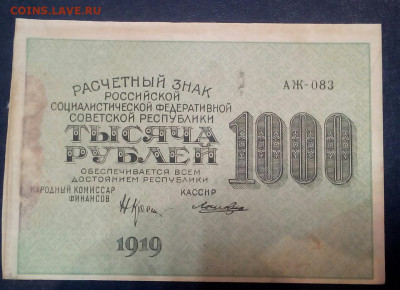 COINS.LAVE.RU
РАСЧЕТНЫЙ ЗНАК
РОССИЙСКОЙ
СОЦИАЛИСТИЧЕСКОЙ ФЕДЕРАТИВНОЙ
СОВЕТСКОЙ РЕСПУБЛИКИ
ТЫСЯЧА
РУБЛЕЙ
ОБЕСПЕЧИВАЕТСЯ ВСЕМ
ДОСТОЯНИЕМ РЕСПУБЛИКИ
НАРОДНЫЙ КОМИССАР
ФИНАНСОВ
КАССИР
1919
АЖ-083
1000